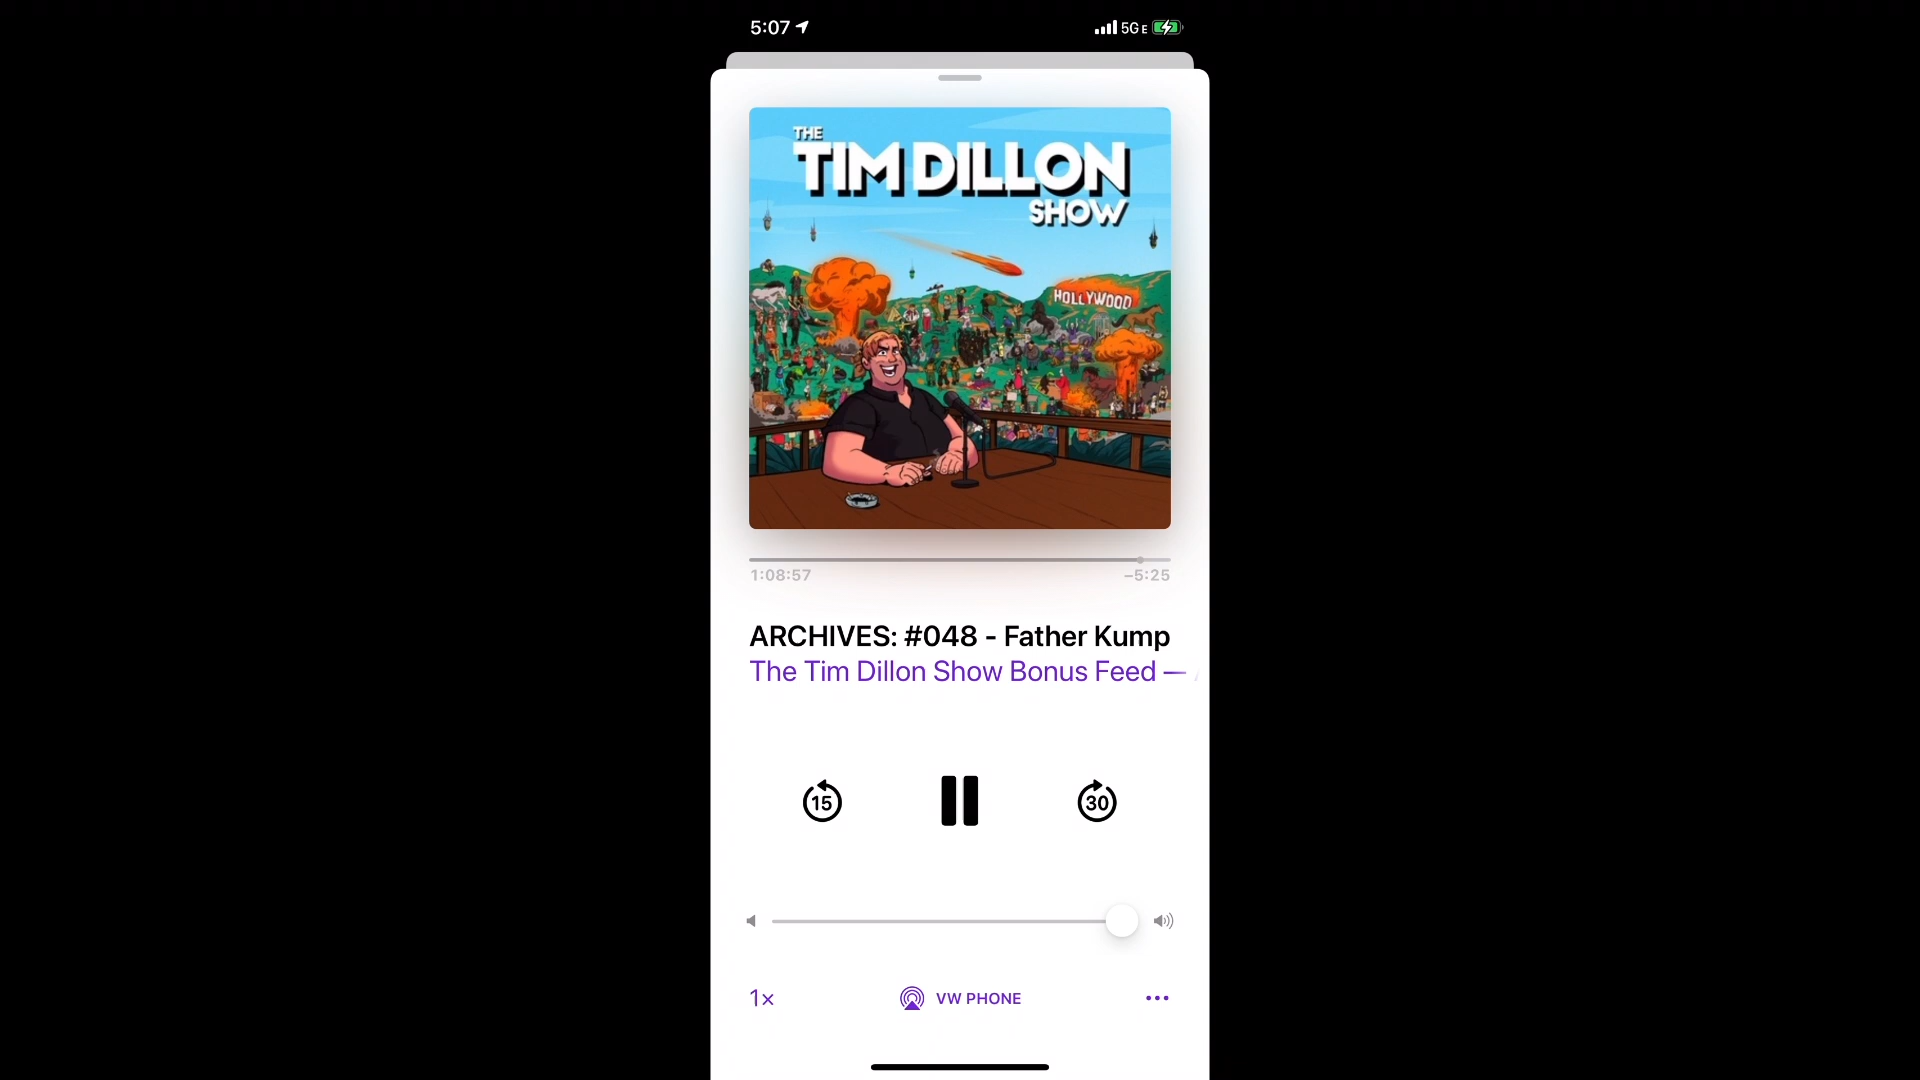 5:07
5G E
THE
TIM DILLON
SHOW
HOLLYWOOD
1:08:57
–5:25
ARCHIVES: #048 - Father Kump
The Tim Dillon Show Bonus Feed —
15
30
1×
VW PHONE